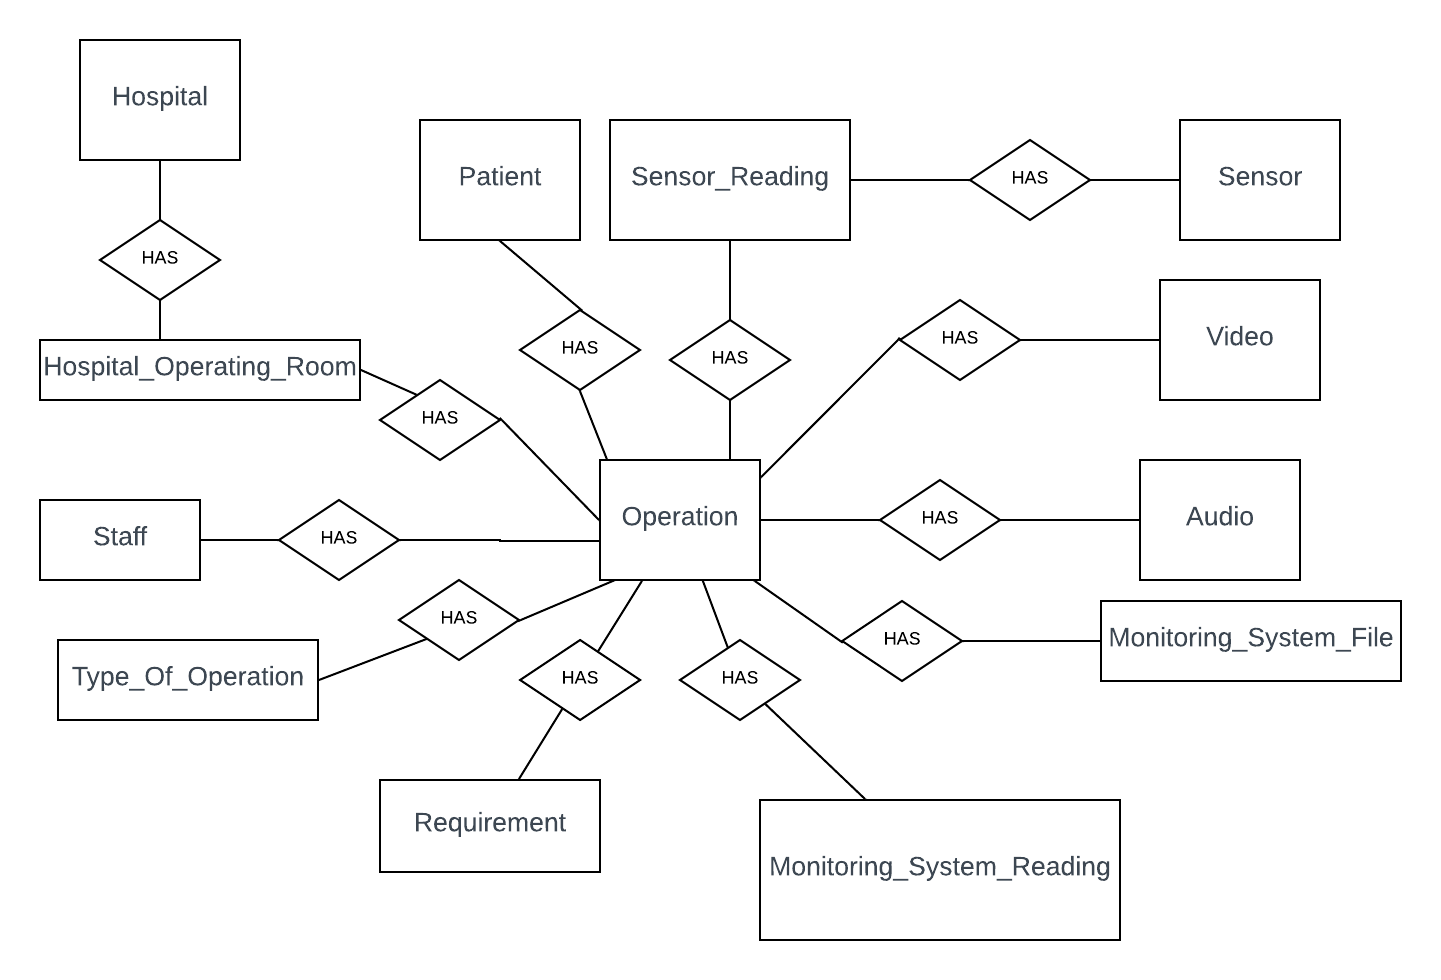 Hospital
Patient
Sensor_Reading
HAS
Sensor
HAS
HAS
Video
HAS
HAS
Hospital_Operating_Room
HAS
Operation
HAS
Audio
Staff
HAS
HAS
Type_Of_Operation
HAS
HAS
HAS
Monitoring_System_File
Requirement
Monitoring_System_Reading